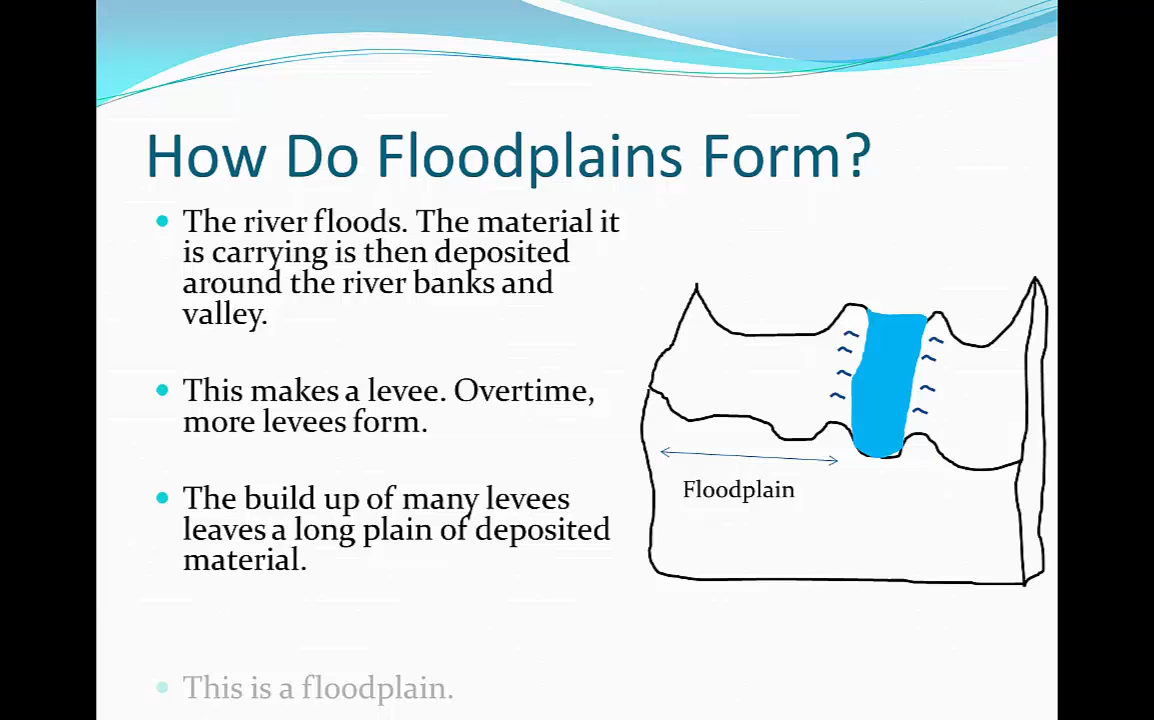 How Do Floodplains Form?
The river floods. The material it
is carrying is then deposited
around the river banks and
valley.
This makes a levee. Overtime,
more levees form.
The build up of many levees
leaves a long plain of deposited
material.
Floodplain
This is a floodplain.